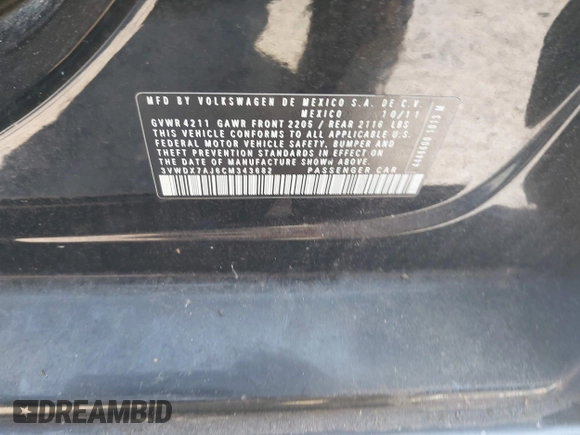 MFD BY VOLKSWAGEN DE MEXICO S.A. DE C.V.
MEXICO 10/11
GVWR 4211 GAWR FRONT 2205 / REAR 2116 LBS
THIS VEHICLE CONFORMS TO ALL APPLICABLE U.S.
FEDERAL MOTOR VEHICLE SAFETY, BUMPER AND
THEFT PREVENTION STANDARDS IN EFFECT ON
THE DATE OF MANUFACTURE SHOWN ABOVE.
3VWDX7AJ6CM343682 PASSENGER CAR
DREAMBID